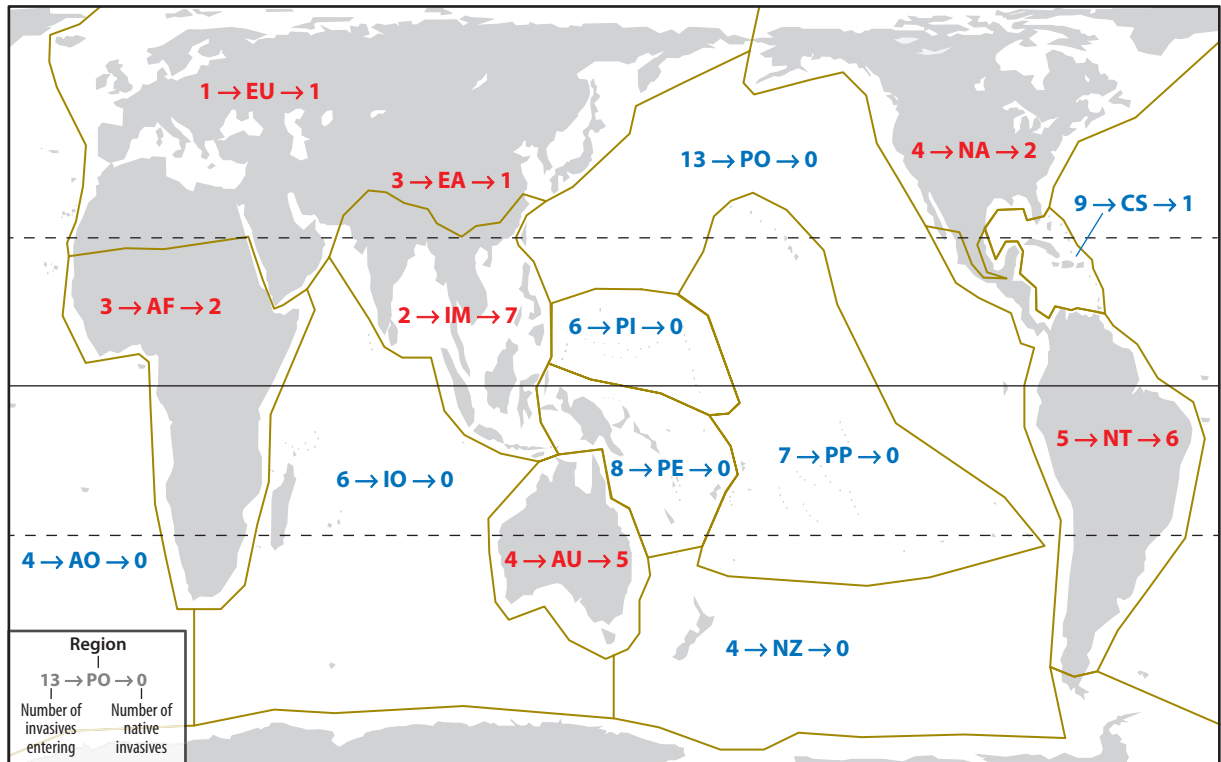 1 → EU → 1
13 → PO → 0
4 → NA → 2
3 → EA → 1
9 → CS → 1
3 → AF → 2
2 → IM → 7
6 → PI → 0
5 → NT → 6
6 → IO → 0
8 → PE → 0
7 → PP → 0
4 → AO → 0
4 → AU → 5
4 → NZ → 0
Region
13 → PO → 0
Number of
invasives
entering
Number of
native
invasives